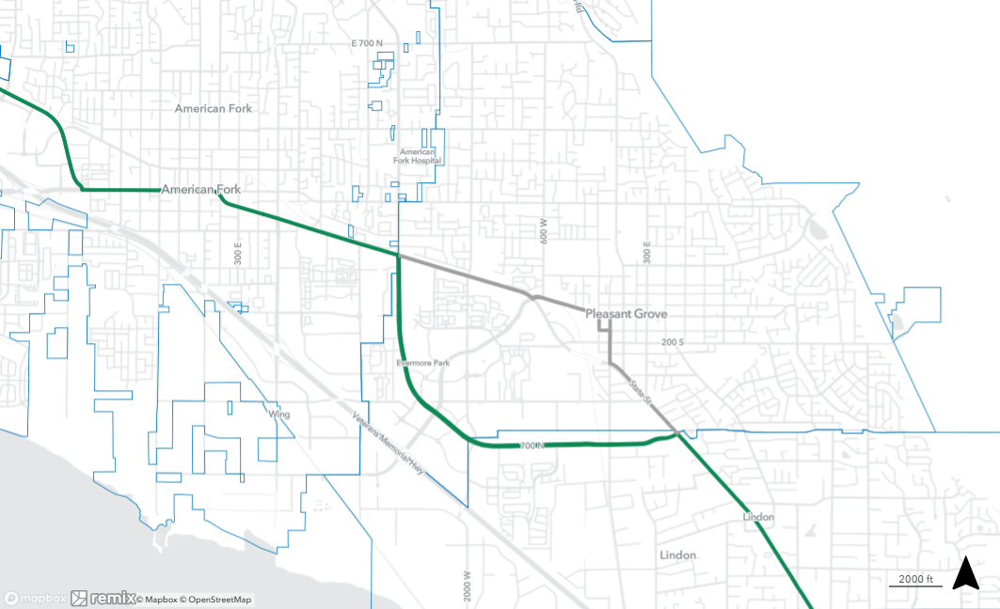 Rd
E 700 N
American Fork
American
Fork Hospital
American Fork
600 W
300 E
300 E
Pleasant Grove
200 S
Evermore Park
State St
Wing
Veterans Memorial Hwy
700 N
Lindon
Lindon
2000 W
2000 ft
mapbox remix © Mapbox © OpenStreetMap